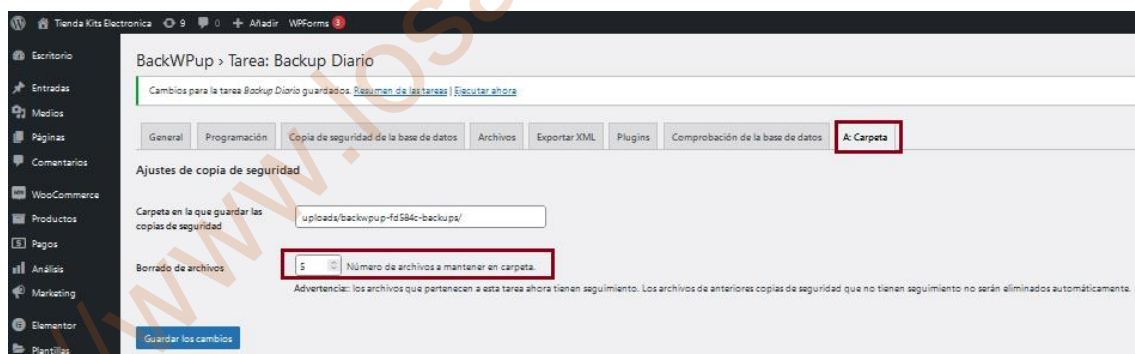 Tienda Kits Electronica 9 0 + Añadir WPForms 3
Escritorio
Entradas
Medios
Páginas
Comentarios
WooCommerce
Productos
Pagos
Análisis
Marketing
Elementor
Plantillas
BackWPup › Tarea: Backup Diario
Cambios para la tarea Backup Diario guardados. Resumen de las tareas | Ejecutar ahora
General Programación Copia de seguridad de la base de datos Archivos Exportar XML Plugins Comprobación de la base de datos A: Carpeta
Ajustes de copia de seguridad
Carpeta en la que guardar las
copias de seguridad
uploads/backwpup-fd584c-backups/
Borrado de archivos
5 Número de archivos a mantener en carpeta.
Advertencia:: los archivos que pertenecen a esta tarea ahora tienen seguimiento. Los archivos de anteriores copias de seguridad que no tienen seguimiento no serán eliminados automáticamente.
Guardar los cambios
/www.los